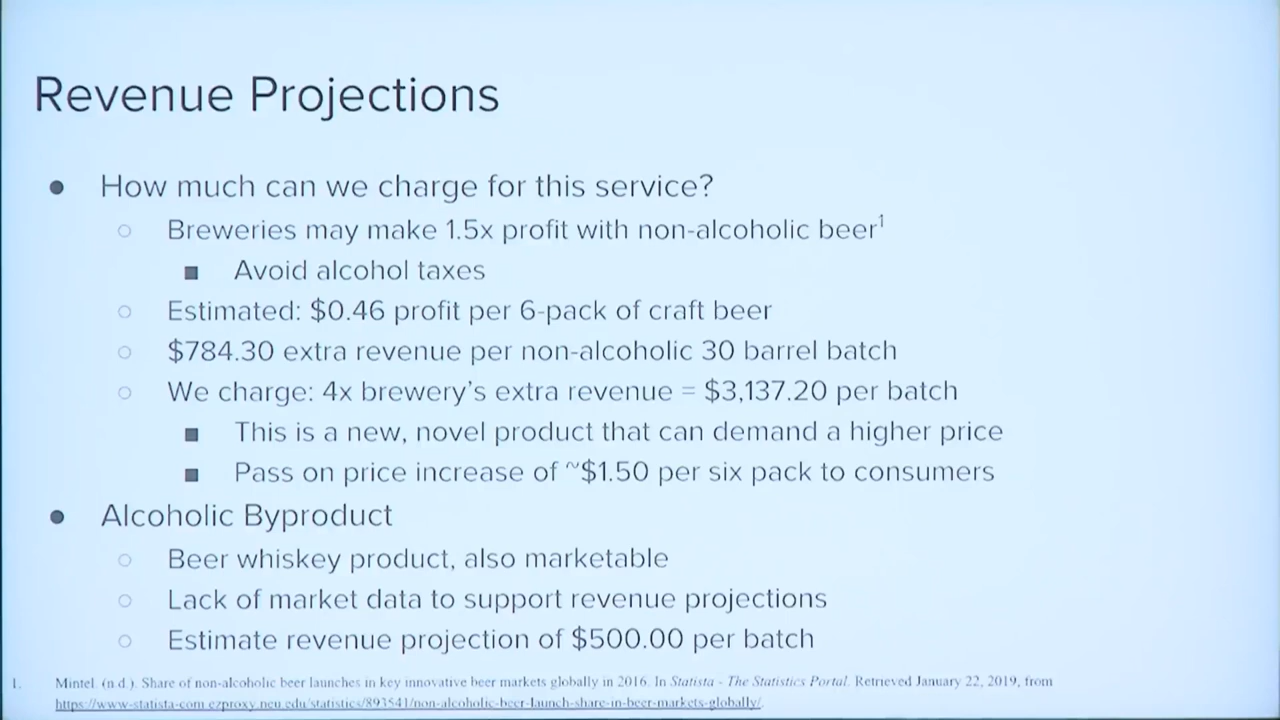 Revenue Projections
● How much can we charge for this service?
○ Breweries may make 1.5x profit with non-alcoholic beer¹
■ Avoid alcohol taxes
○ Estimated: $0.46 profit per 6-pack of craft beer
○ $784.30 extra revenue per non-alcoholic 30 barrel batch
○ We charge: 4x brewery's extra revenue = $3,137.20 per batch
■ This is a new, novel product that can demand a higher price
■ Pass on price increase of ~$1.50 per six pack to consumers
● Alcoholic Byproduct
○ Beer whiskey product, also marketable
○ Lack of market data to support revenue projections
○ Estimate revenue projection of $500.00 per batch
1. Mintel. (n.d.). Share of non-alcoholic beer launches in key innovative beer markets globally in 2016. In Statista - The Statistics Portal. Retrieved January 22, 2019, from
https://www-statista-com.ezproxy.neu.edu/statistics/893541/non-alcoholic-beer-launch-share-in-beer-markets-globally/.